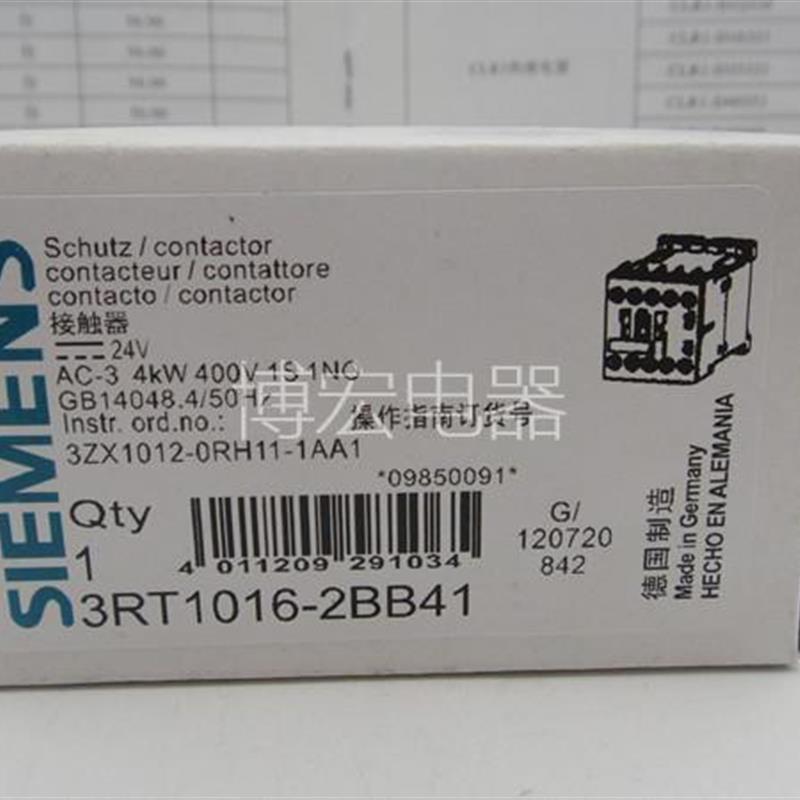 SIEMENS
Schutz / contactor
contacteur / contattore
contacto / contactor
接触器
24V
AC-3 4kW 400V 1S 1NO
GB14048.4/50Hz
Instr. ord.no.: 操作指南订货号
3ZX1012-0RH11-1AA1
*09850091*
Qty
1
4 011209 291034
G/
120720
842
3RT1016-2BB41
德国制造
Made in Germany
HECHO EN ALEMANIA
博宏电器